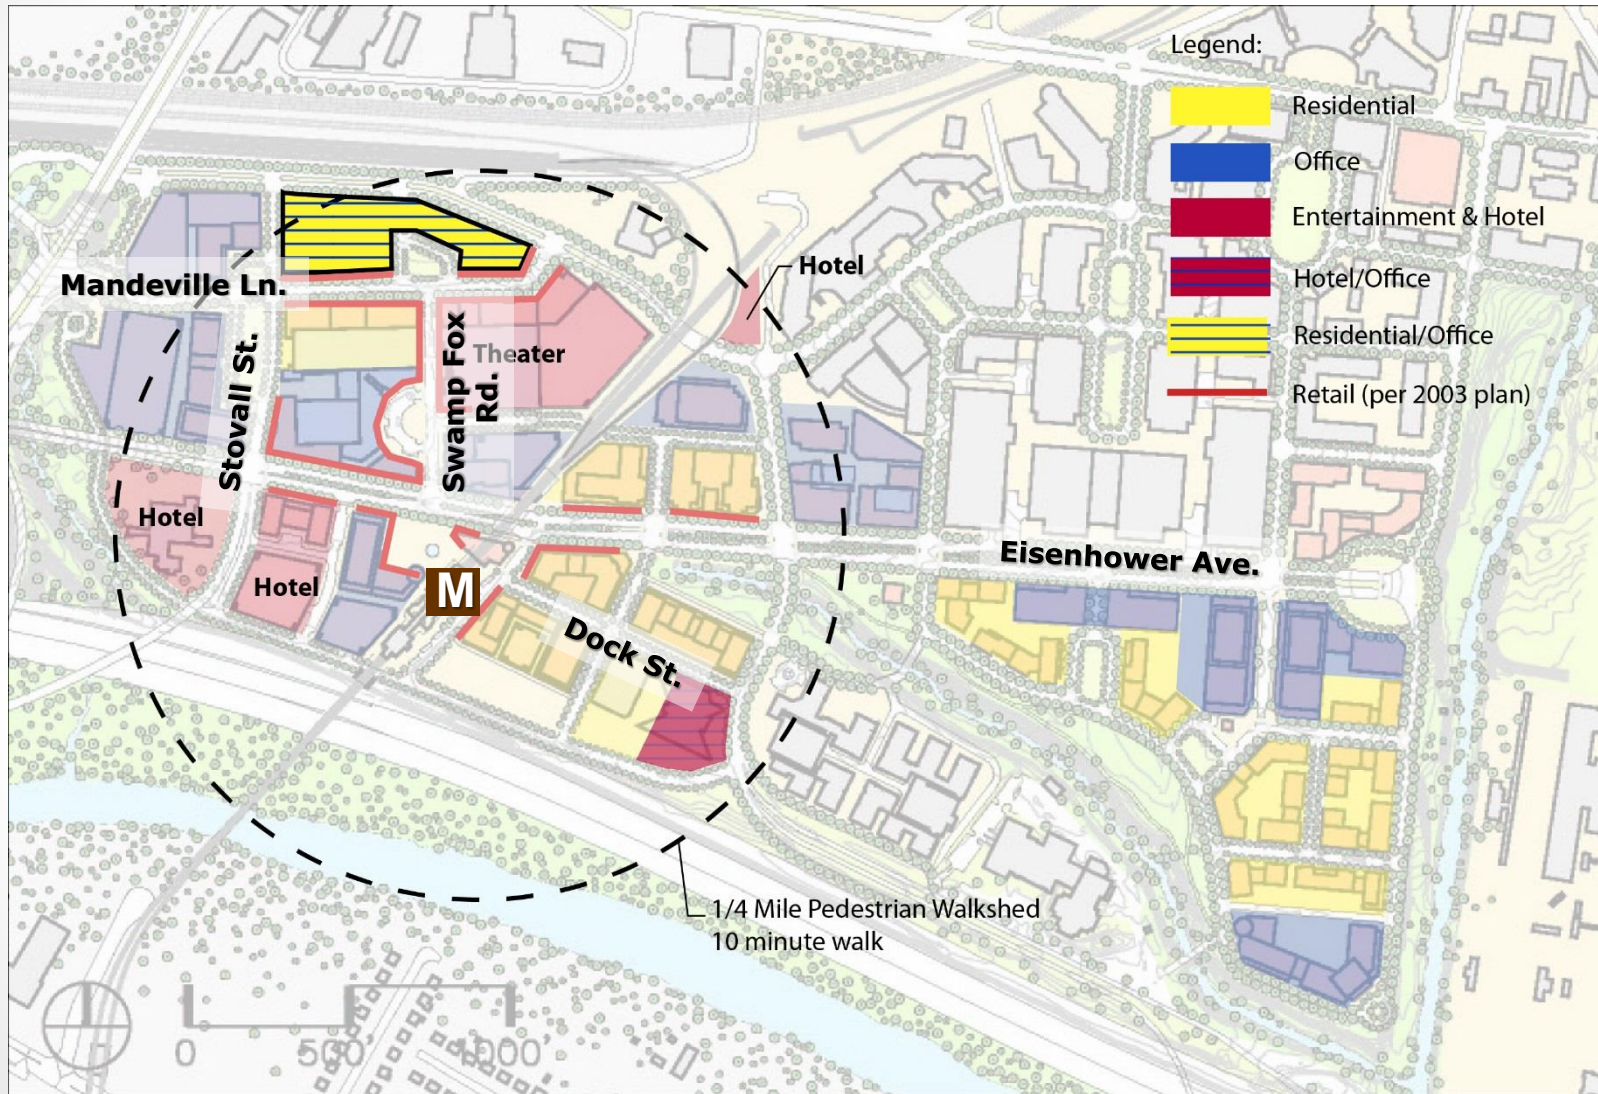 Legend:
Residential
Office
Entertainment & Hotel
Hotel/Office
Residential/Office
Retail (per 2003 plan)
Hotel
Mandeville Ln.
Stovall St.
Swamp Fox
Rd.
Theater
Hotel
Hotel
M
Eisenhower Ave.
Dock St.
1/4 Mile Pedestrian Walkshed
10 minute walk
0 500 1000